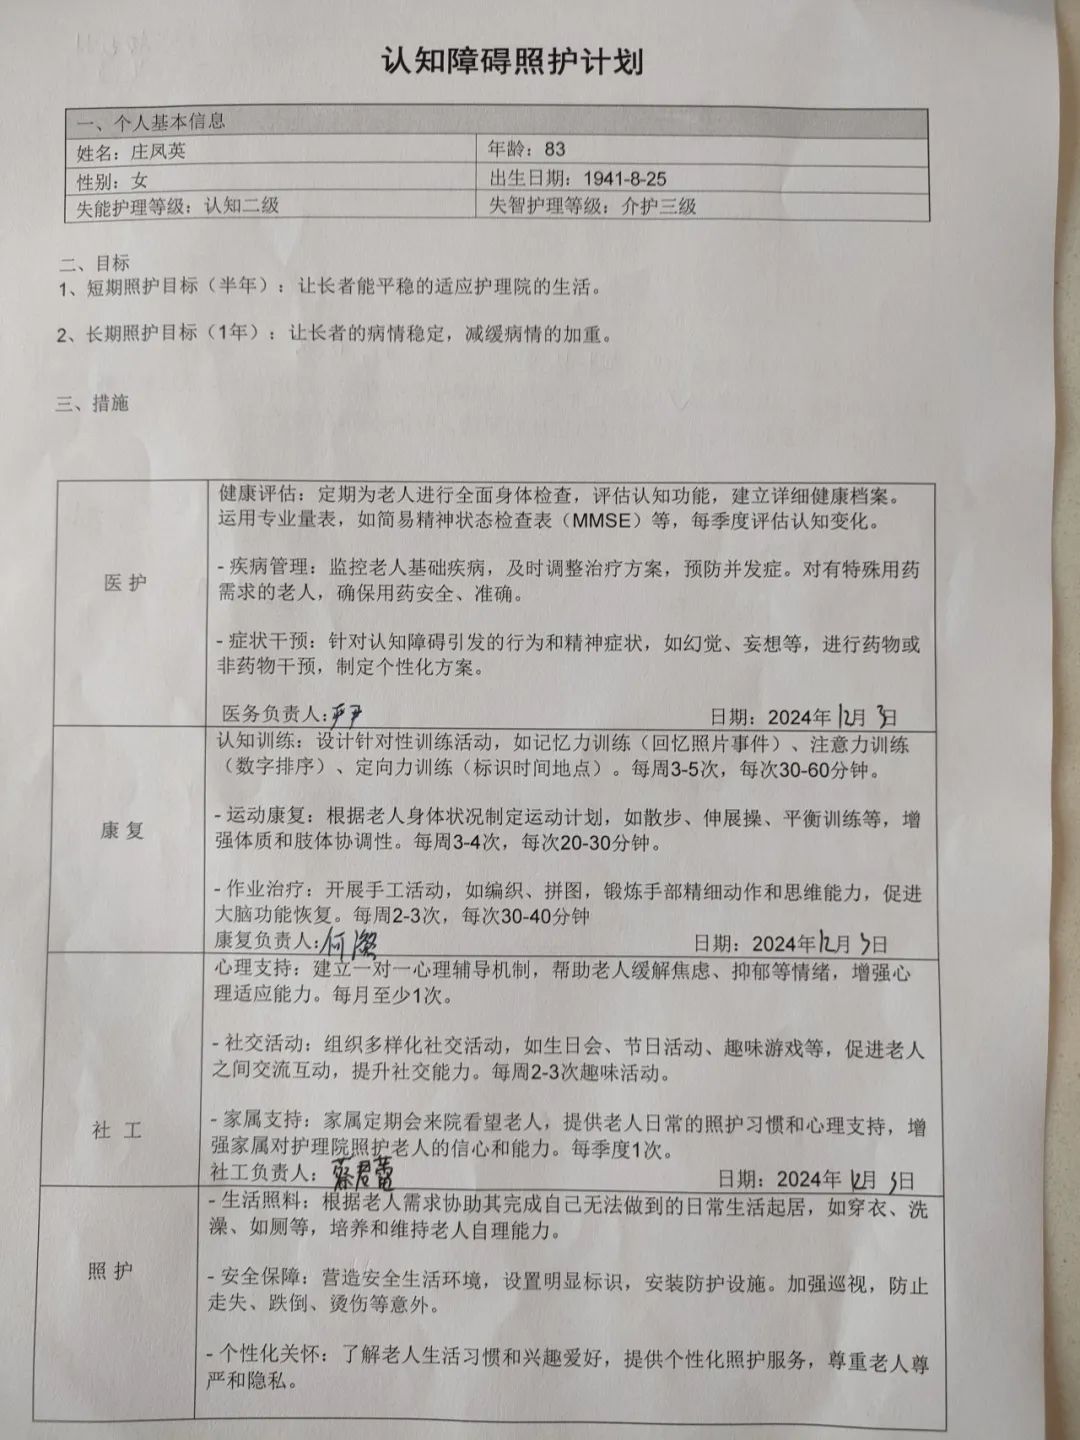 认知障碍照护计划
一、个人基本信息
姓名：庄凤英 年龄：83
性别：女 出生日期：1941-8-25
失能护理等级：认知二级 失智护理等级：介护三级
二、目标
1、短期照护目标（半年）：让长者能平稳的适应护理院的生活。
2、长期照护目标（1年）：让长者的病情稳定，减缓病情的加重。
三、措施
健康评估：定期为老人进行全面身体检查，评估认知功能，建立详细健康档案。
运用专业量表，如简易精神状态检查表（MMSE）等，每季度评估认知变化。
医护
- 疾病管理：监控老人基础疾病，及时调整治疗方案，预防并发症。对有特殊用药
需求的老人，确保用药安全、准确。
- 症状干预：针对认知障碍引发的行为和精神症状，如幻觉、妄想等，进行药物或
非药物干预，制定个性化方案。
医务负责人： 日期：2024年12月3日
认知训练：设计针对性训练活动，如记忆力训练（回忆照片事件）、注意力训练
（数字排序）、定向力训练（标识时间地点）。每周3-5次，每次30-60分钟。
康复
- 运动康复：根据老人身体状况制定运动计划，如散步、伸展操、平衡训练等，增
强体质和肢体协调性。每周3-4次，每次20-30分钟。
- 作业治疗：开展手工活动，如编织、拼图，锻炼手部精细动作和思维能力，促进
大脑功能恢复。每周2-3次，每次30-40分钟
康复负责人：何 日期：2024年12月3日
心理支持：建立一对一心理辅导机制，帮助老人缓解焦虑、抑郁等情绪，增强心
理适应能力。每月至少1次。
- 社交活动：组织多样化社交活动，如生日会、节日活动、趣味游戏等，促进老人
之间交流互动，提升社交能力。每周2-3次趣味活动。
社工
- 家属支持：家属定期会来院看望老人，提供老人日常的照护习惯和心理支持，增
强家属对护理院照护老人的信心和能力。每季度1次。
社工负责人：蔡君蕾 日期：2024年12月3日
- 生活照料：根据老人需求协助其完成自己无法做到的日常生活起居，如穿衣、洗
澡、如厕等，培养和维持老人自理能力。
照护
- 安全保障：营造安全生活环境，设置明显标识，安装防护设施。加强巡视，防止
走失、跌倒、烫伤等意外。
- 个性化关怀：了解老人生活习惯和兴趣爱好，提供个性化照护服务，尊重老人尊
严和隐私。